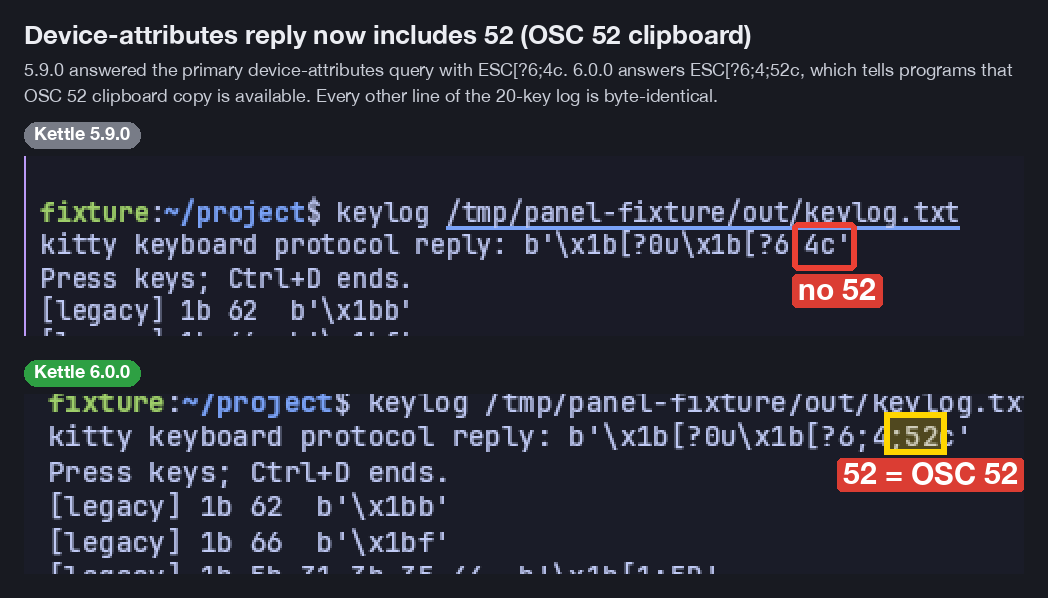 Device-attributes reply now includes 52 (OSC 52 clipboard)
5.9.0 answered the primary device-attributes query with ESC[?6;4c. 6.0.0 answers ESC[?6;4;52c, which tells programs that
OSC 52 clipboard copy is available. Every other line of the 20-key log is byte-identical.
Kettle 5.9.0
fixture:~/project$ keylog /tmp/panel-fixture/out/keylog.txt
kitty keyboard protocol reply: b'\x1b[?0u\x1b[?6 4c'
no 52
Press keys; Ctrl+D ends.
[legacy] 1b 62  b'\x1bb'
Kettle 6.0.0
fixture:~/project$ keylog /tmp/panel-fixture/out/keylog.tx
kitty keyboard protocol reply: b'\x1b[?0u\x1b[?6;4;52c'
52 = OSC 52
Press keys; Ctrl+D ends.
[legacy] 1b 62  b'\x1bb'
[legacy] 1b 66  b'\x1bf'